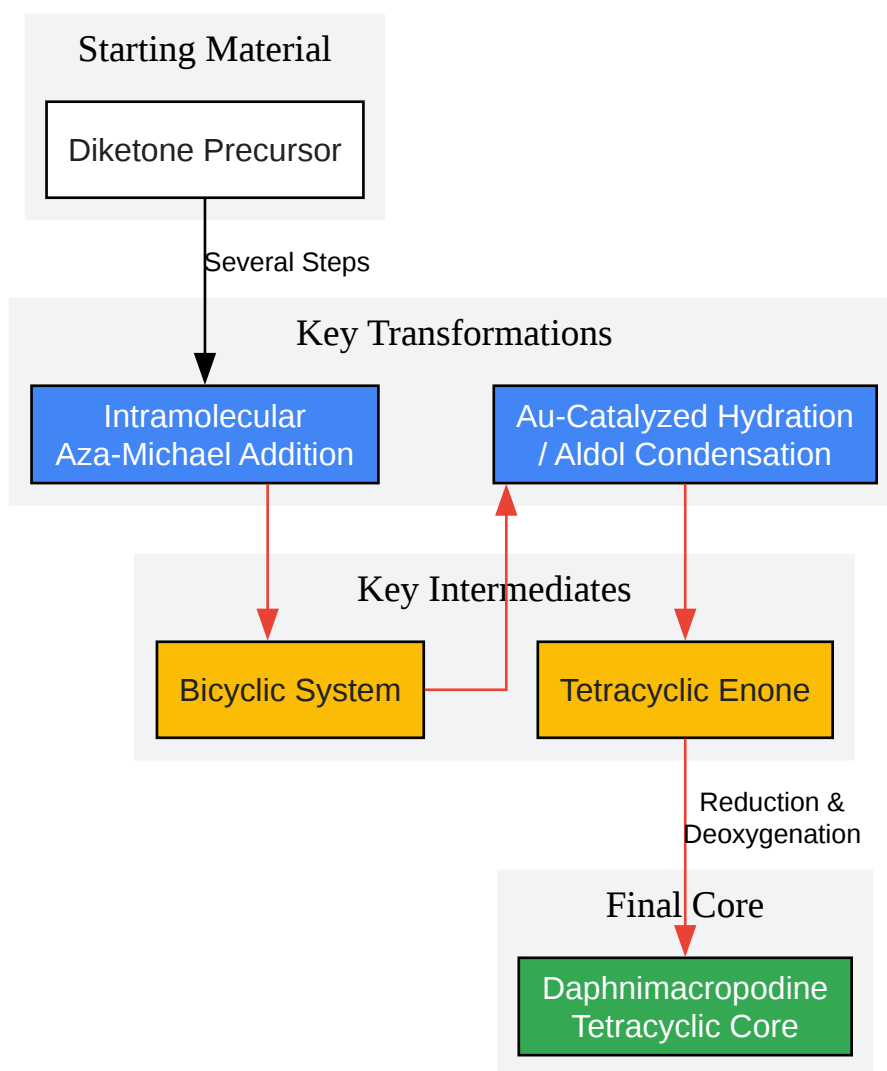 Starting Material
Diketone Precursor
Several Steps
Key Transformations
Intramolecular
Aza-Michael Addition
Au-Catalyzed Hydration
/ Aldol Condensation
Key Intermediates
Bicyclic System
Tetracyclic Enone
Reduction &
Deoxygenation
Final Core
Daphnimacropodine
Tetracyclic Core